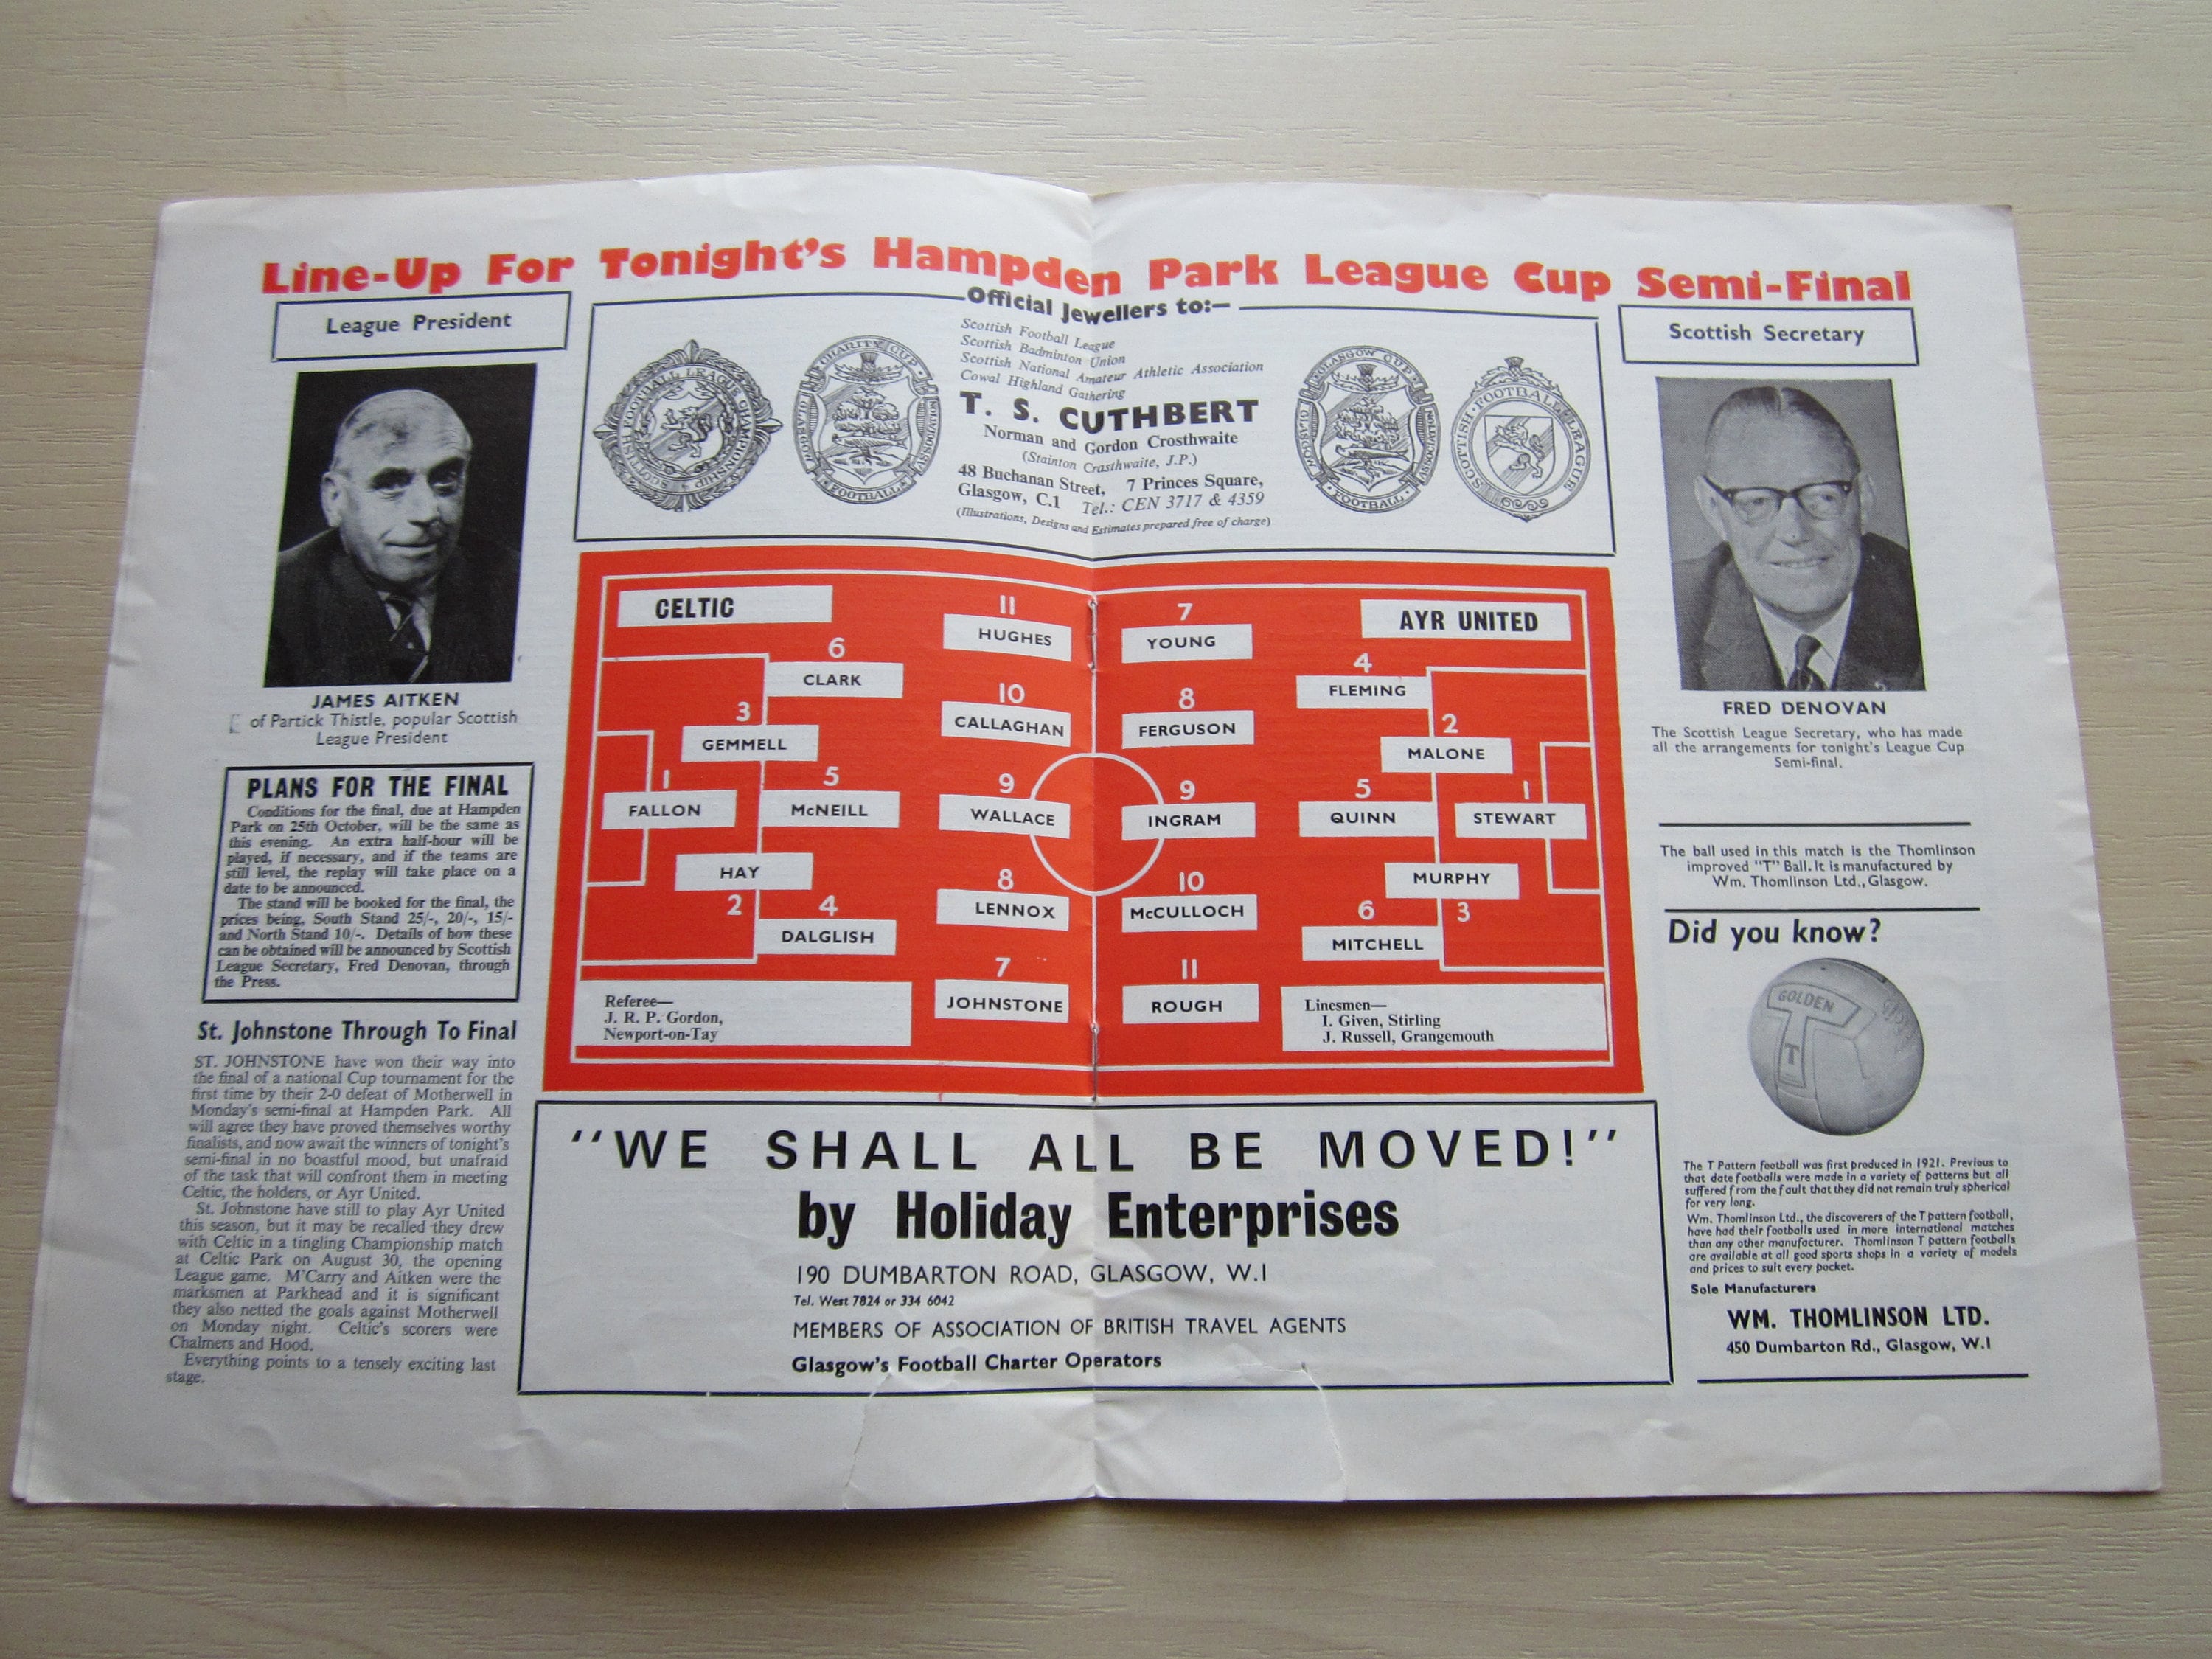 Line-Up For Tonight's Hampden Park League Cup Semi-Final
League President
JAMES AITKEN
of Partick Thistle, popular Scottish
League President
PLANS FOR THE FINAL
Conditions for the final, due at Hampden
Park on 25th October, will be the same as
this evening. An extra half-hour will be
played, if necessary, and if the teams are
still level, the replay will take place on a
date to be announced.
The stand will be booked for the final, the
prices being, South Stand 25/-, 20/-, 15/-
and North Stand 10/-. Details of how these
can be obtained will be announced by Scottish
League Secretary, Fred Denovan, through
the Press.
St. Johnstone Through To Final
ST. JOHNSTONE have won their way into
the final of a national Cup tournament for the
first time by their 2-0 defeat of Motherwell in
Monday's semi-final at Hampden Park. All
will agree they have proved themselves worthy
finalists, and now await the winners of tonight's
semi-final in no boastful mood, but unafraid
of the task that will confront them in meeting
Celtic, the holders, or Ayr United.
St. Johnstone have still to play Ayr United
this season, but it may be recalled they drew
with Celtic in a tingling Championship match
at Celtic Park on August 30, the opening
League game. M'Carry and Aitken were the
marksmen at Parkhead and it is significant
they also netted the goals against Motherwell
on Monday night. Celtic's scorers were
Chalmers and Hood.
Everything points to a tensely exciting last
stage.
Official Jewellers to:—
Scottish Football League
Scottish Badminton Union
Scottish National Amateur Athletic Association
Cowal Highland Gathering
T. S. CUTHBERT
Norman and Gordon Crosthwaite
(Stainton Crasthwaite, J.P.)
48 Buchanan Street, 7 Princes Square,
Glasgow, C.1 Tel.: CEN 3717 & 4359
(Illustrations, Designs and Estimates prepared free of charge)
SCOTTISH FOOTBALL LEAGUE CHAMPIONSHIP
GLASGOW CHARITY CUP ASSOCIATION
FOOTBALL
GLASGOW CUP ASSOCIATION
GLASGOW FOOTBALL
SCOTTISH FOOTBALL LEAGUE
CELTIC
1
FALLON
3
GEMMELL
HAY
2
6
CLARK
5
McNEILL
4
DALGLISH
11
HUGHES
10
CALLAGHAN
9
WALLACE
8
LENNOX
7
JOHNSTONE
Referee—
J. R. P. Gordon,
Newport-on-Tay
AYR UNITED
7
YOUNG
8
FERGUSON
9
INGRAM
10
McCULLOCH
11
ROUGH
4
FLEMING
5
QUINN
6
MITCHELL
2
MALONE
MURPHY
3
1
STEWART
Linesmen—
I. Given, Stirling
J. Russell, Grangemouth
"WE SHALL ALL BE MOVED!"
by Holiday Enterprises
190 DUMBARTON ROAD, GLASGOW, W.1
Tel. West 7824 or 334 6042
MEMBERS OF ASSOCIATION OF BRITISH TRAVEL AGENTS
Glasgow's Football Charter Operators
Scottish Secretary
FRED DENOVAN
The Scottish League Secretary, who has made
all the arrangements for tonight's League Cup
Semi-final.
The ball used in this match is the Thomlinson
improved "T" Ball. It is manufactured by
Wm. Thomlinson Ltd., Glasgow.
Did you know?
GOLDEN
T
The T Pattern football was first produced in 1921. Previous to
that date footballs were made in a variety of patterns but all
suffered from the fault that they did not remain truly spherical
for very long.
Wm. Thomlinson Ltd., the discoverers of the T pattern football,
have had their footballs used in more international matches
than any other manufacturer. Thomlinson T pattern footballs
are available at all good sports shops in a variety of models
and prices to suit every pocket.
Sole Manufacturers
WM. THOMLINSON LTD.
450 Dumbarton Rd., Glasgow, W.1